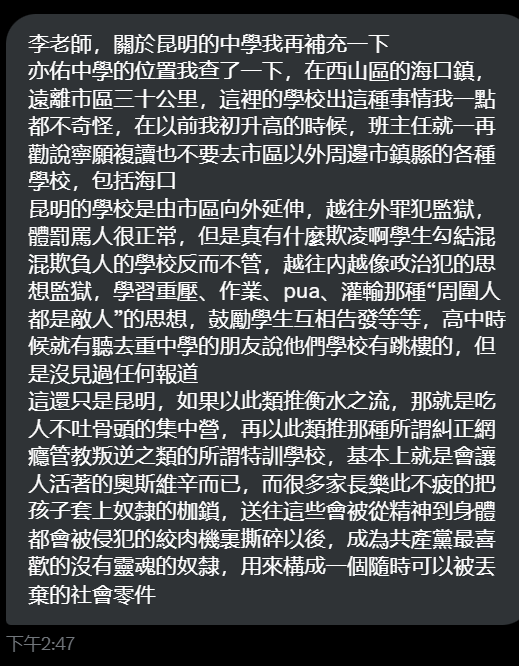 李老師，關於昆明的中學我再補充一下
亦佑中學的位置我查了一下，在西山區的海口鎮，
遠離市區三十公里，這裡的學校出這種事情我一點
都不奇怪，在以前我初升高的時候，班主任就一再
勸說寧願複讀也不要去市區以外周邊市鎮縣的各種
學校，包括海口
昆明的學校是由市區向外延伸，越往外罪犯監獄，
體罰罵人很正常，但是真有什麼欺凌啊學生勾結混
混欺負人的學校反而不管，越往內越像政治犯的思
想監獄，學習重壓、作業、pua、灌輸那種“周圍人
都是敵人”的思想，鼓勵學生互相告發等等，高中時
候就有聽去重中學的朋友說他們學校有跳樓的，但
是沒見過任何報道
這還只是昆明，如果以此類推衡水之流，那就是吃
人不吐骨頭的集中營，再以此類推那種所謂糾正網
癮管教叛逆之類的所謂特訓學校，基本上就是會讓
人活著的奧斯維辛而已，而很多家長樂此不疲的把
孩子套上奴隸的枷鎖，送往這些會被從精神到身體
都會被侵犯的絞肉機裏撕碎以後，成為共產黨最喜
歡的沒有靈魂的奴隸，用來構成一個隨時可以被丟
棄的社會零件
下午2:47